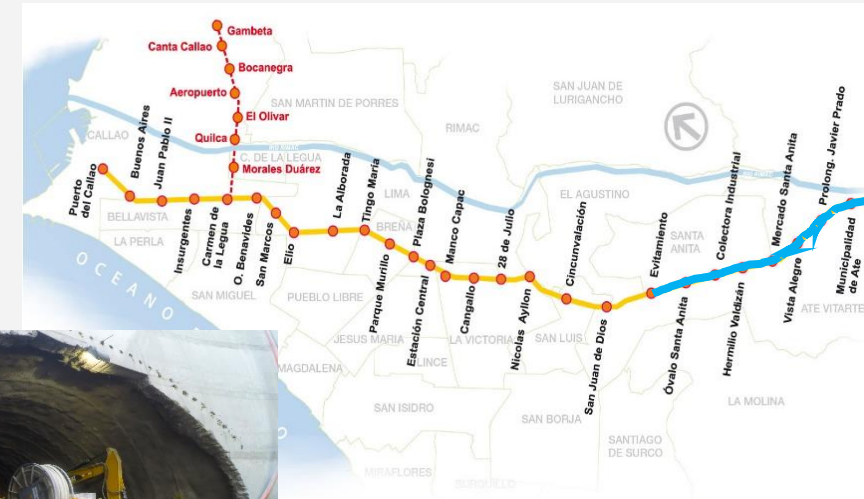 Gambeta
Canta Callao
Bocanegra
Aeropuerto
El Olivar
Quilca
Morales Duárez
SAN MARTIN DE PORRES
SAN JUAN DE
LURIGANCHO
RIMAC
CALLAO
RIO RIMAC
C. DE LA LEGUA
Puerto
del Callao
Buenos Aires
Juan Pablo II
Insurgentes
Carmen de
la Legua
O. Benavides
San Marcos
Elio
La Alborada
Tingo María
Parque Murillo
Plaza Bolognesi
Estación Central
Manco Capac
Cangallo
28 de Julio
Nicolas Ayllon
Cincunvalación
San Juan de Dios
Evitamiento
Óvalo Santa Anita
Colectora Industrial
Hermilio Valdizán
Mercado Santa Anita
Vista Alegre
Prolong. Javier Prado
Municipalidad
de Ate
BELLAVISTA
LA PERLA
SAN MIGUEL
LIMA
BREÑA
PUEBLO LIBRE
JESUS MARIA
MAGDALENA
LINCE
LA VICTORIA
SAN LUIS
EL AGUSTINO
SANTA
ANITA
ATE VITARTE
LA MOLINA
SAN ISIDRO
SAN BORJA
SANTIAGO
DE SURCO
MIRAFLORES
OCEANO